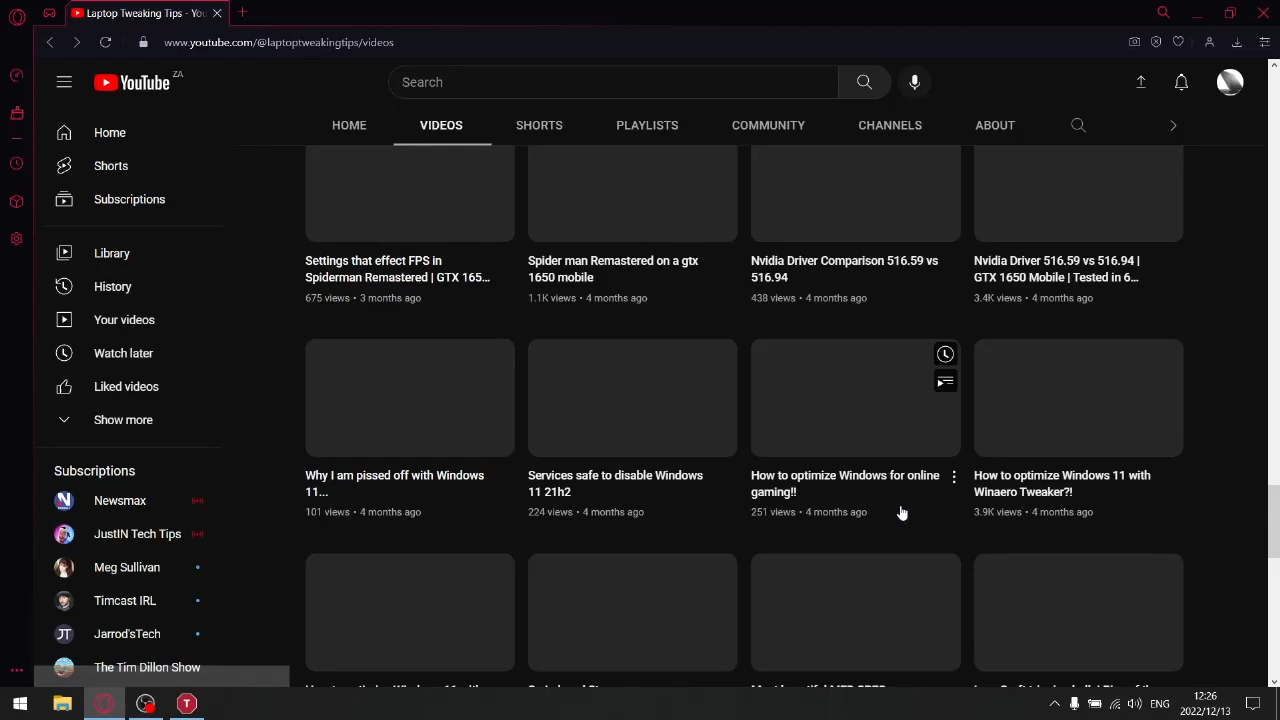 Laptop Tweaking Tips - You
www.youtube.com/@laptoptweakingtips/videos
YouTube ZA
Search
HOME
VIDEOS
SHORTS
PLAYLISTS
COMMUNITY
CHANNELS
ABOUT
Home
Shorts
Subscriptions
Library
History
Your videos
Watch later
Liked videos
Show more
Subscriptions
Newsmax
JustIN Tech Tips
Meg Sullivan
Timcast IRL
JT
Jarrod'sTech
The Tim Dillon Show
Settings that effect FPS in
Spiderman Remastered | GTX 165...
675 views • 3 months ago
Spider man Remastered on a gtx
1650 mobile
1.1K views • 4 months ago
Nvidia Driver Comparison 516.59 vs
516.94
438 views • 4 months ago
Nvidia Driver 516.59 vs 516.94 |
GTX 1650 Mobile | Tested in 6...
3.4K views • 4 months ago
Why I am pissed off with Windows
11...
101 views • 4 months ago
Services safe to disable Windows
11 21h2
224 views • 4 months ago
How to optimize Windows for online
gaming!!
251 views • 4 months ago
How to optimize Windows 11 with
Winaero Tweaker?!
3.9K views • 4 months ago
T
ENG
12:26
2022/12/13